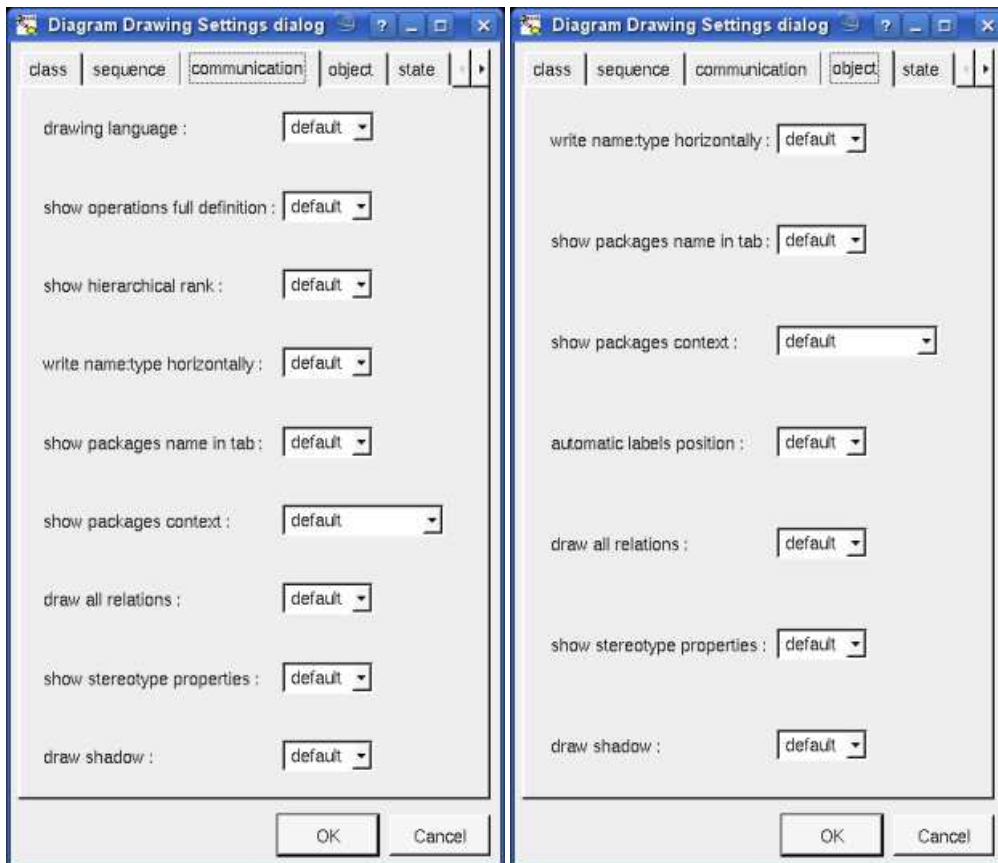 Diagram Drawing Settings dialog
class sequence communication object state
drawing language : default
show operations full definition : default
show hierarchical rank : default
write name:type horizontally : default
show packages name in tab : default
show packages context : default
draw all relations : default
show stereotype properties : default
draw shadow : default
OK Cancel
Diagram Drawing Settings dialog
class sequence communication object state
write name:type horizontally : default
show packages name in tab : default
show packages context : default
automatic labels position : default
draw all relations : default
show stereotype properties : default
draw shadow : default
OK Cancel